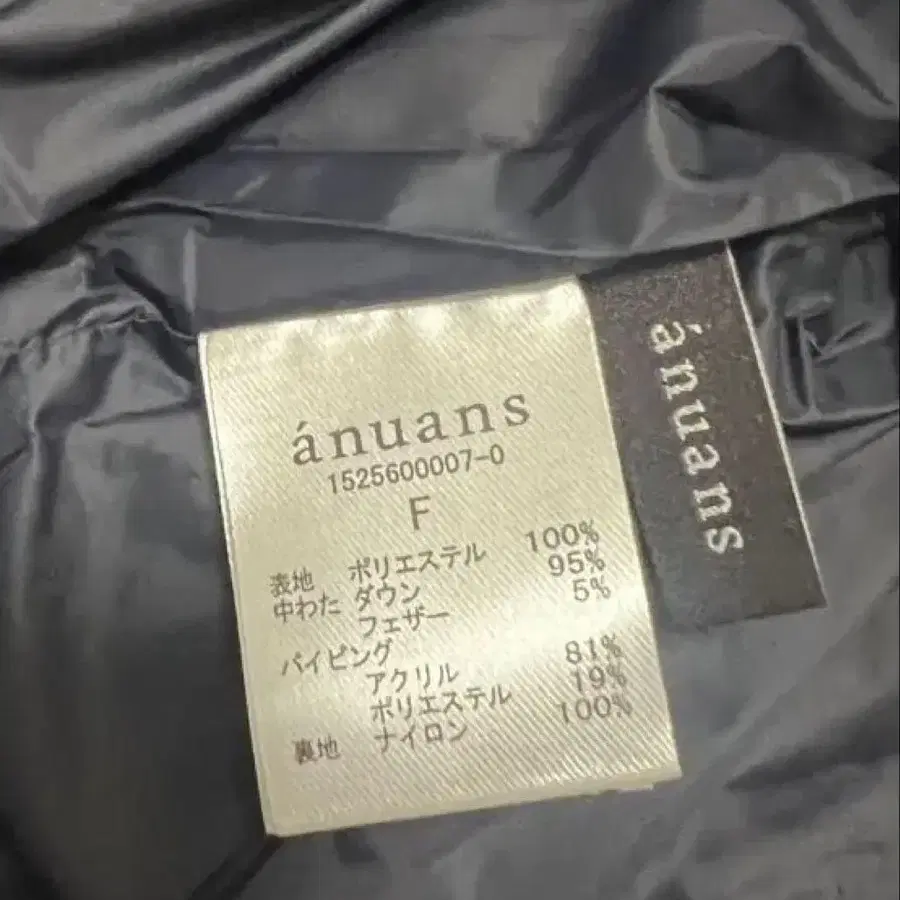 ánuans
1525600007-0
F
表地 ポリエステル 100%
中わた ダウン 95%
フェザー 5%
パイピング
アクリル 81%
ポリエステル 19%
裏地 ナイロン 100%
ánuans